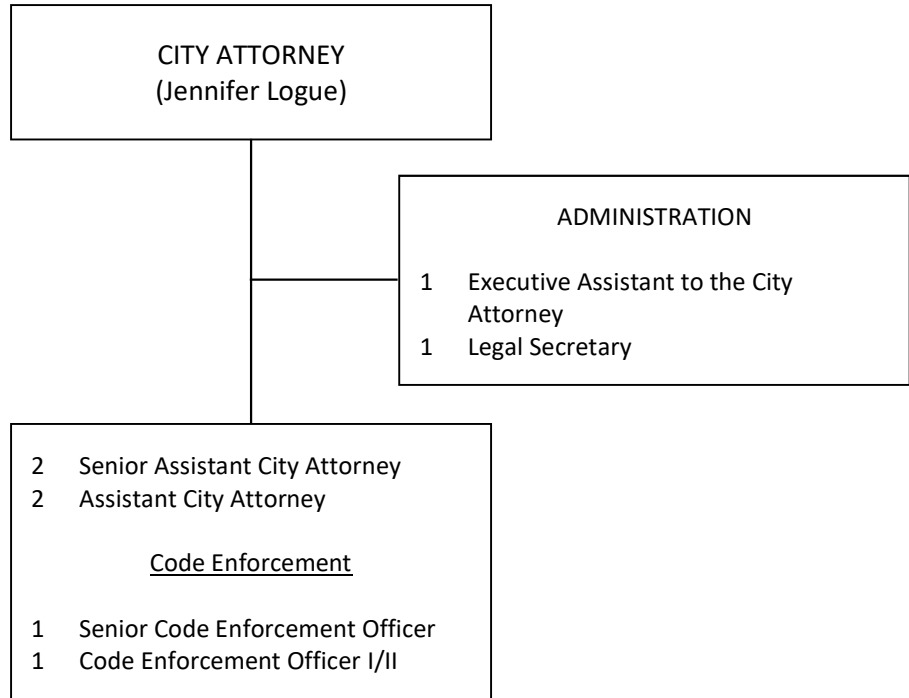 CITY ATTORNEY
(Jennifer Logue)
ADMINISTRATION
1 Executive Assistant to the City
Attorney
1 Legal Secretary
2 Senior Assistant City Attorney
2 Assistant City Attorney
Code Enforcement
1 Senior Code Enforcement Officer
1 Code Enforcement Officer I/II